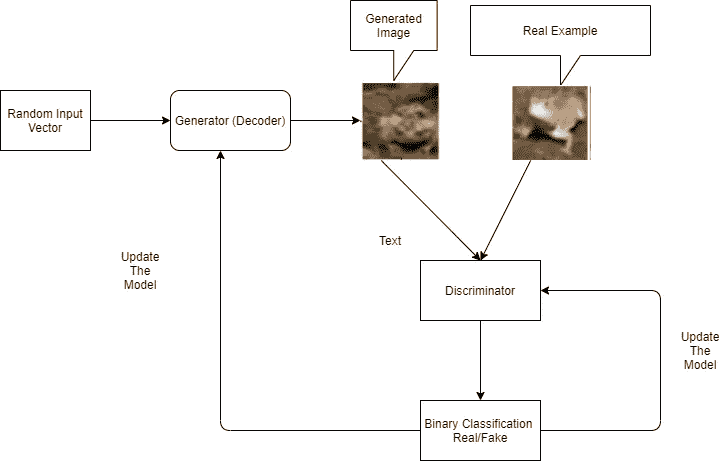 Generated
Image
Real Example
Random Input
Vector
Generator (Decoder)
Text
Update
The
Model
Discriminator
Update
The
Model
Binary Classification
Real/Fake